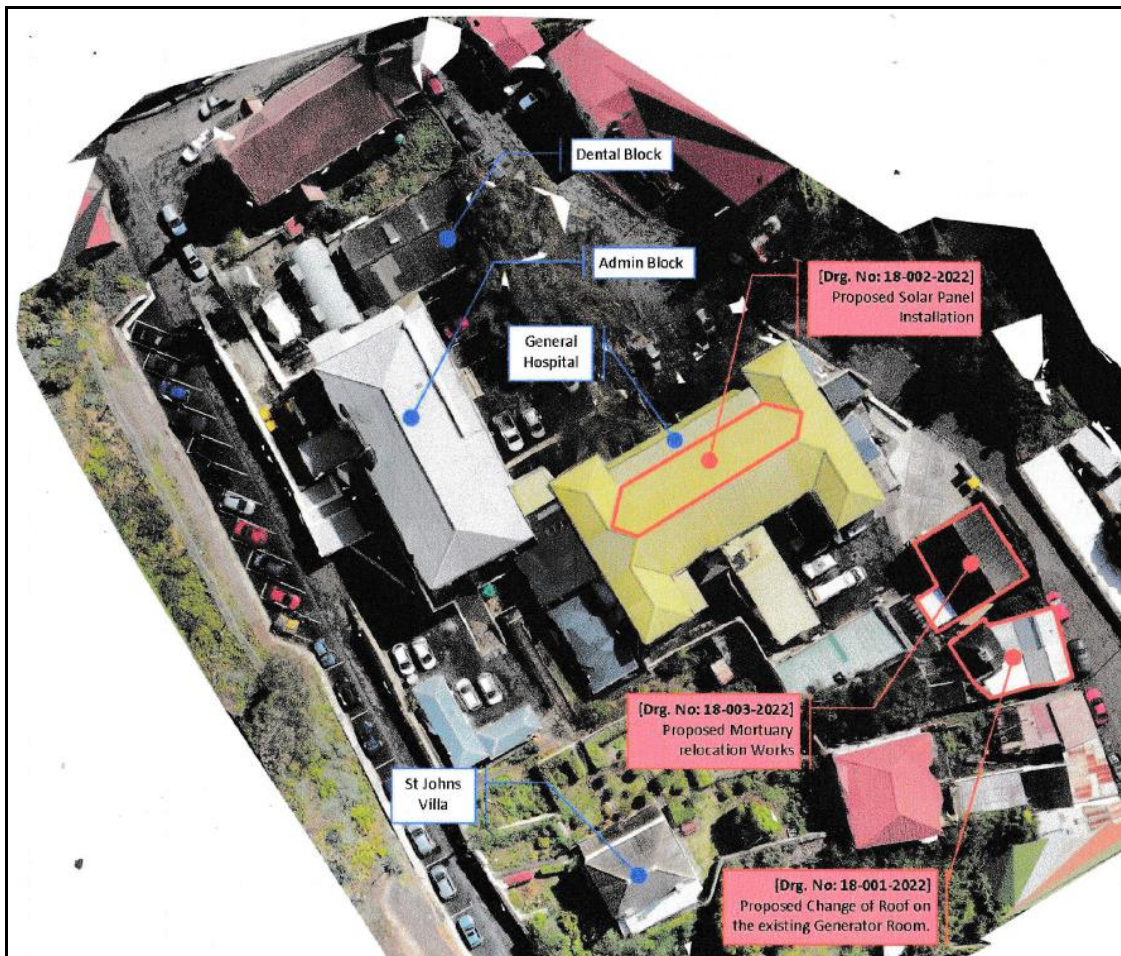 Dental Block
Admin Block
[Drg. No: 18-002-2022]
Proposed Solar Panel
Installation
General
Hospital
[Drg. No: 18-003-2022]
Proposed Mortuary
relocation Works
St Johns
Villa
[Drg. No: 18-001-2022]
Proposed Change of Roof on
the existing Generator Room.